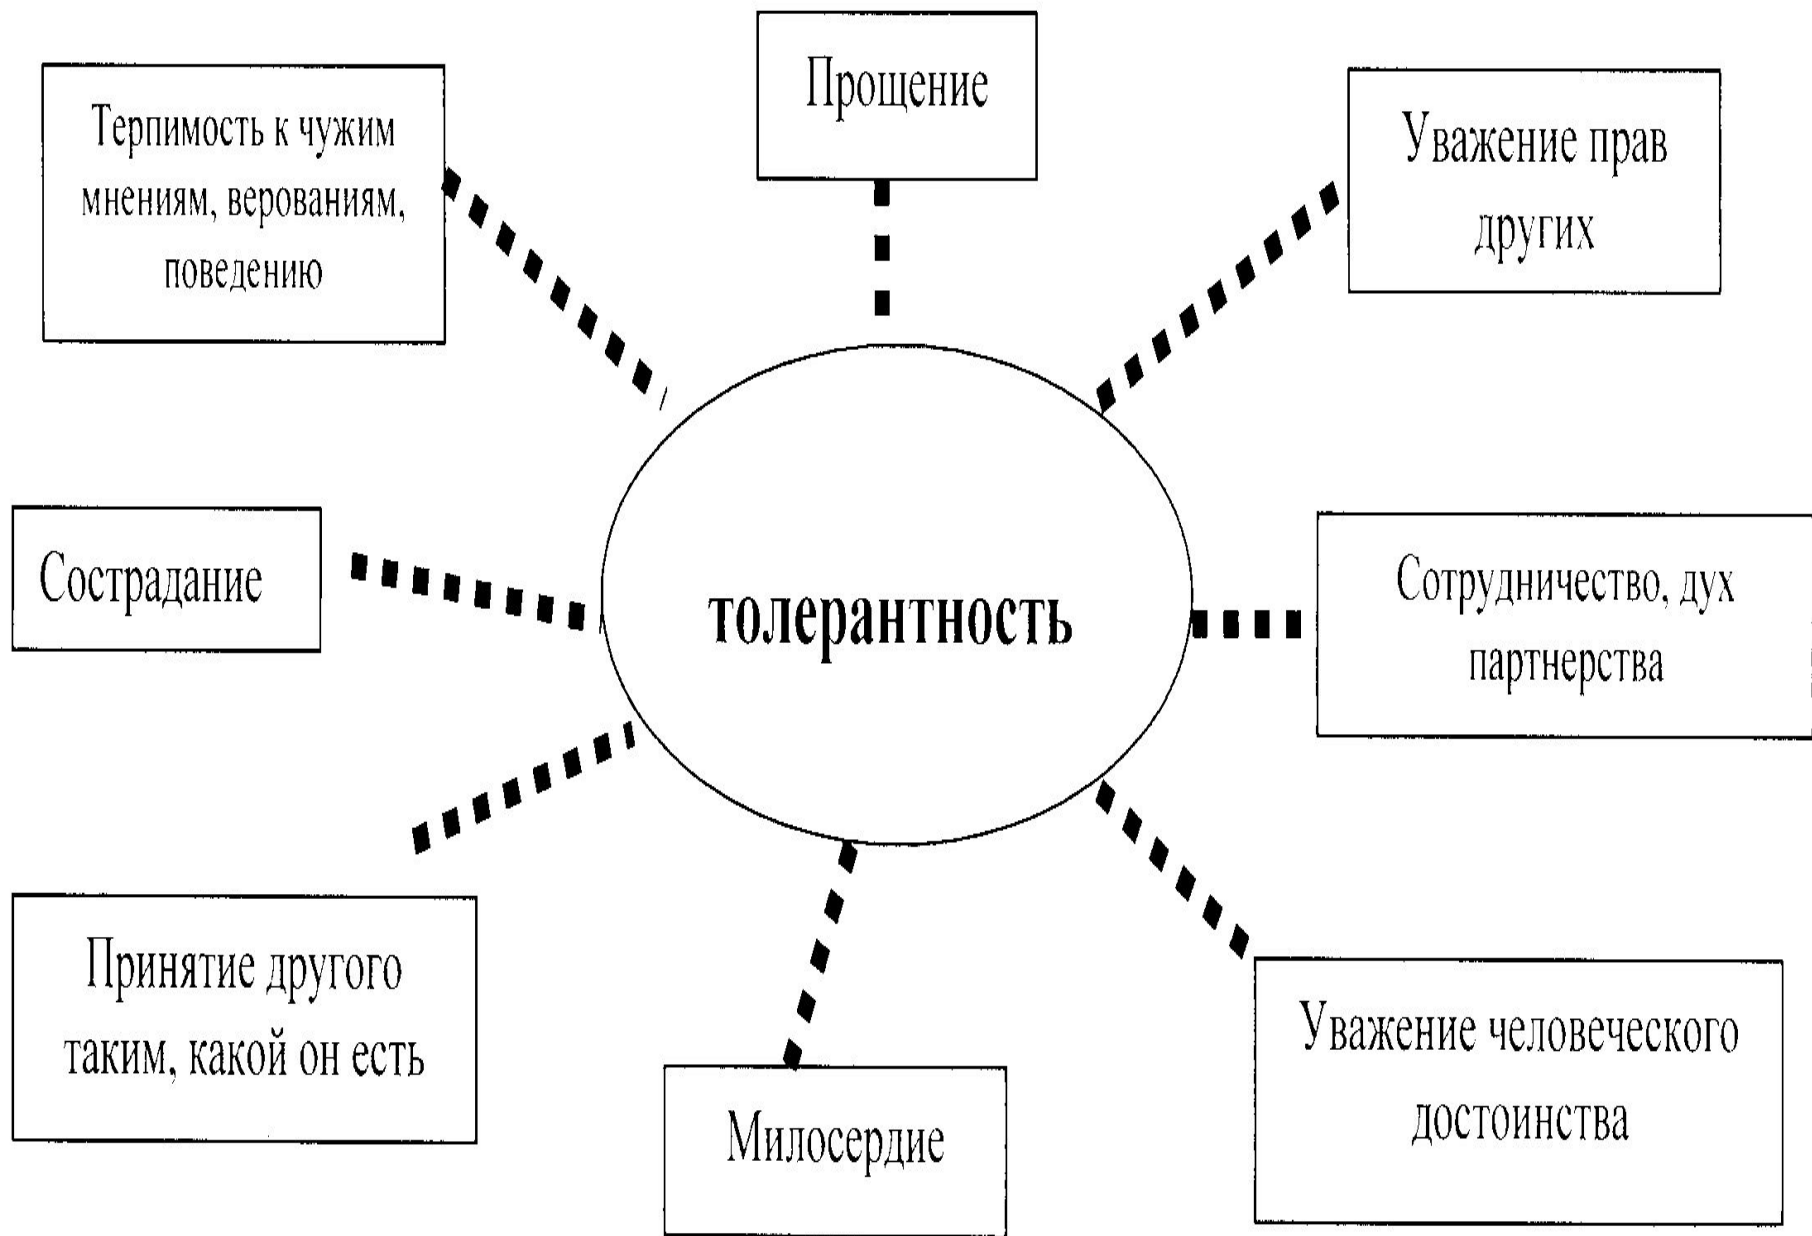 Прощение
Терпимость к чужим
мнениям, верованиям,
поведению
Уважение прав
других
Сострадание
толерантность
Сотрудничество, дух
партнерства
Принятие другого
таким, какой он есть
Милосердие
Уважение человеческого
достоинства